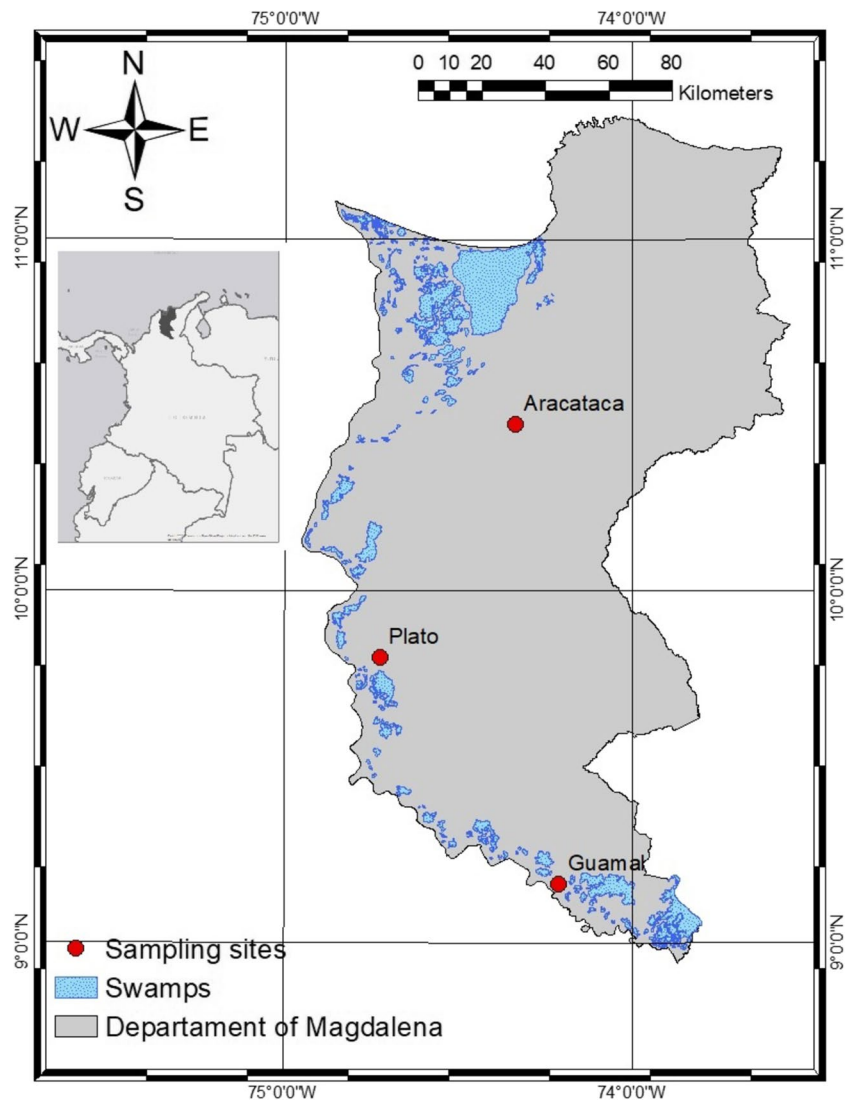 75°0'0"W 74°0'0"W
N
W E
S
0 10 20 40 60 80
Kilometers
11°0'0"N 11°0'0"N
Aracataca
10°0'0"N 10°0'0"N
Plato
Guamal
9°0'0"N 9°0'0"N
Sampling sites
Swamps
Departament of Magdalena
75°0'0"W 74°0'0"W